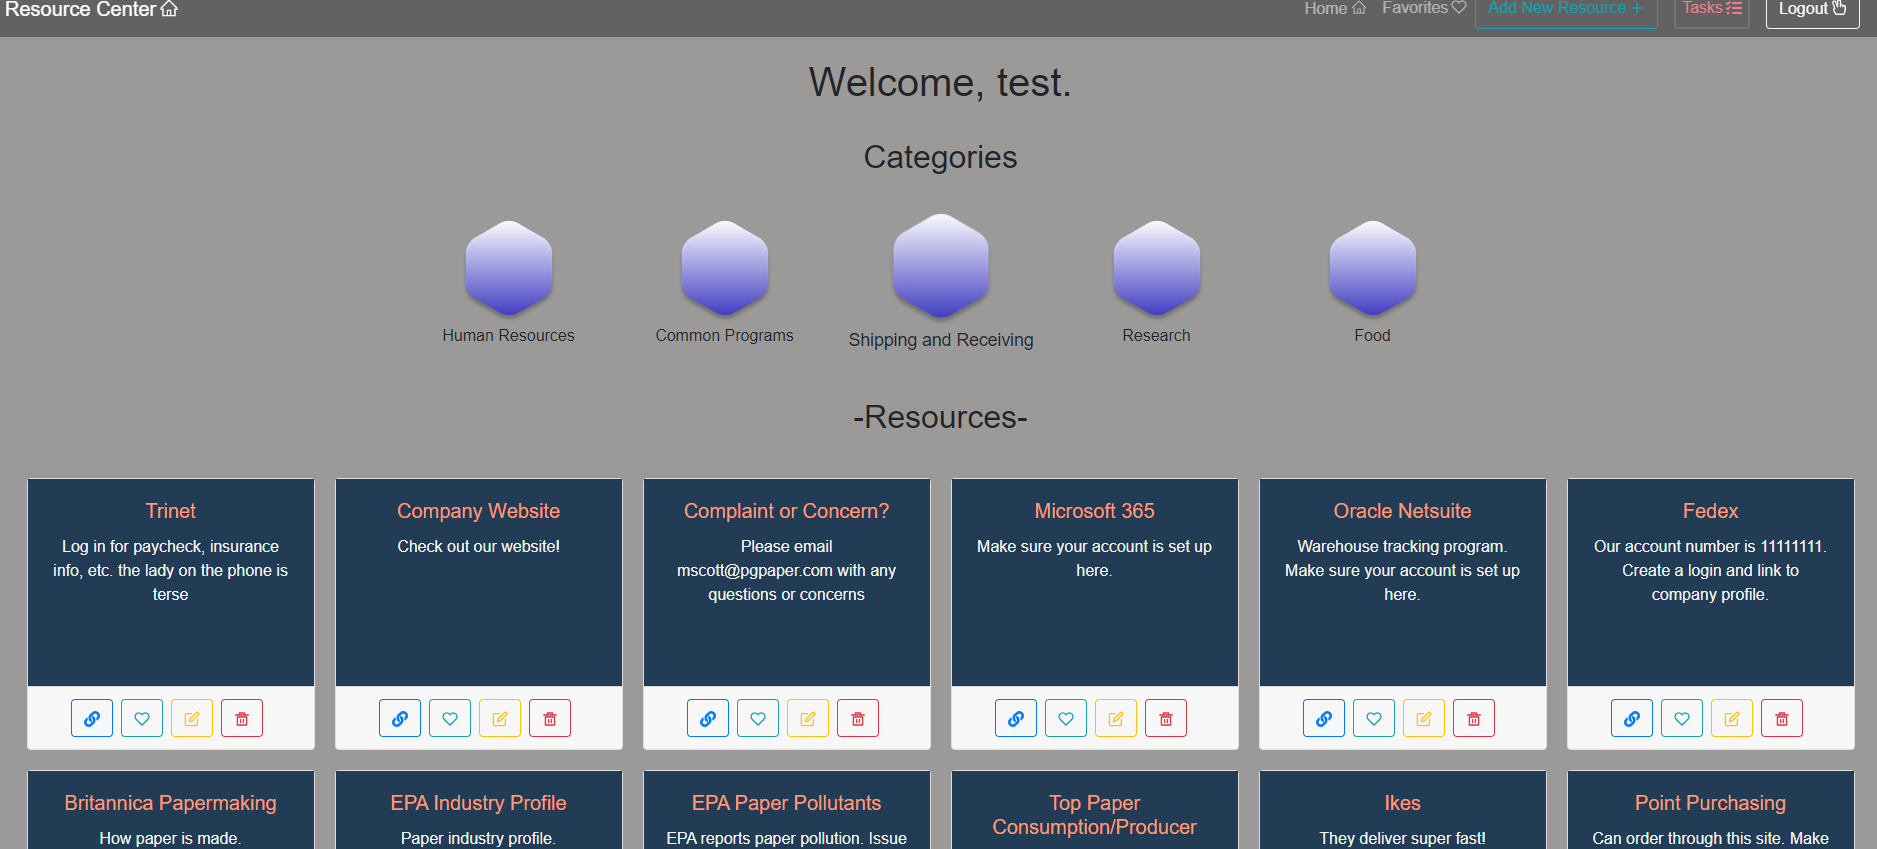 Resource Center
Home Favorites Add New Resource + Tasks Logout
Welcome, test.
Categories
Human Resources
Common Programs
Shipping and Receiving
Research
Food
-Resources-
Trinet
Log in for paycheck, insurance
info, etc. the lady on the phone is
terse
Company Website
Check out our website!
Complaint or Concern?
Please email
mscott@pgpaper.com with any
questions or concerns
Microsoft 365
Make sure your account is set up
here.
Oracle Netsuite
Warehouse tracking program.
Make sure your account is set up
here.
Fedex
Our account number is 11111111.
Create a login and link to
company profile.
Britannica Papermaking
How paper is made.
EPA Industry Profile
Paper industry profile.
EPA Paper Pollutants
EPA reports paper pollution. Issue
Top Paper
Consumption/Producer
Ikes
They deliver super fast!
Point Purchasing
Can order through this site. Make